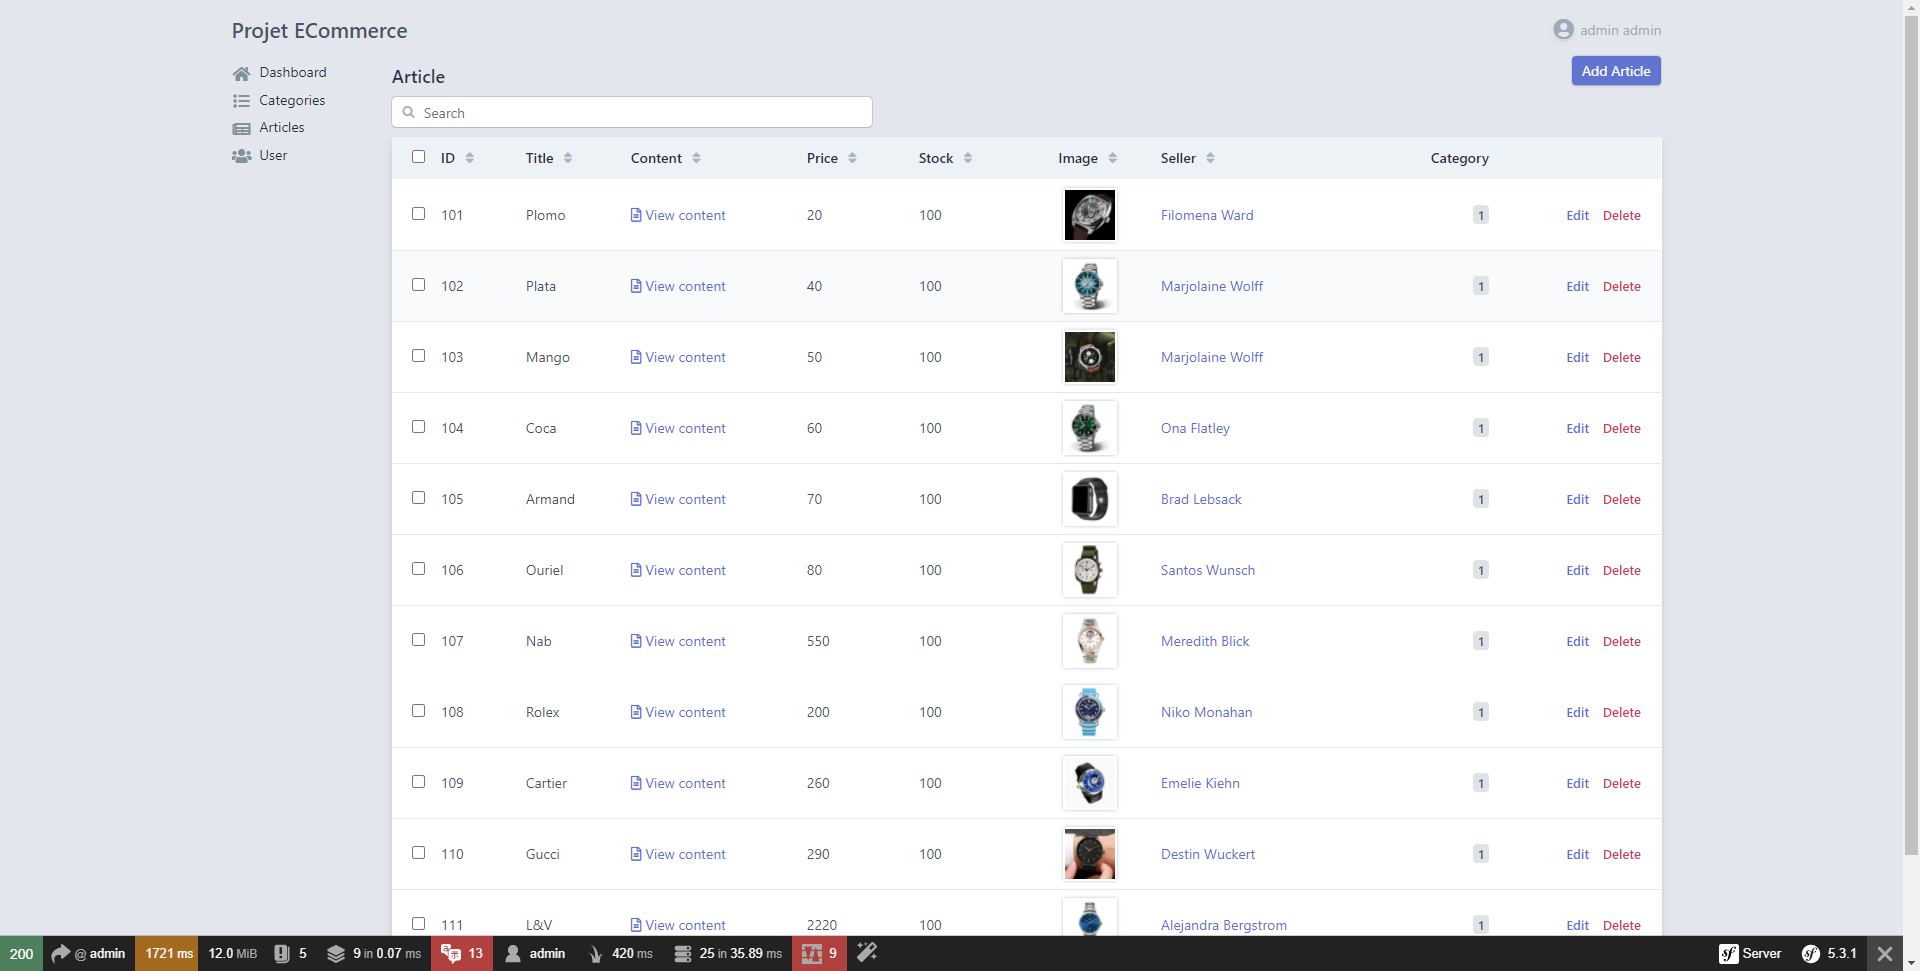 Projet ECommerce
admin admin
Dashboard
Categories
Articles
User
Article
Add Article
Search
ID Title Content Price Stock Image Seller Category
101 Plomo View content 20 100 Filomena Ward 1 Edit Delete
102 Plata View content 40 100 Marjolaine Wolff 1 Edit Delete
103 Mango View content 50 100 Marjolaine Wolff 1 Edit Delete
104 Coca View content 60 100 Ona Flatley 1 Edit Delete
105 Armand View content 70 100 Brad Lebsack 1 Edit Delete
106 Ouriel View content 80 100 Santos Wunsch 1 Edit Delete
107 Nab View content 550 100 Meredith Blick 1 Edit Delete
108 Rolex View content 200 100 Niko Monahan 1 Edit Delete
109 Cartier View content 260 100 Emelie Kiehn 1 Edit Delete
110 Gucci View content 290 100 Destin Wuckert 1 Edit Delete
111 L&V View content 2220 100 Alejandra Bergstrom 1 Edit Delete
200 @ admin 1721 ms 12.0 MiB 5 9 in 0.07 ms 13 admin 420 ms 25 in 35.89 ms 9 Server 5.3.1